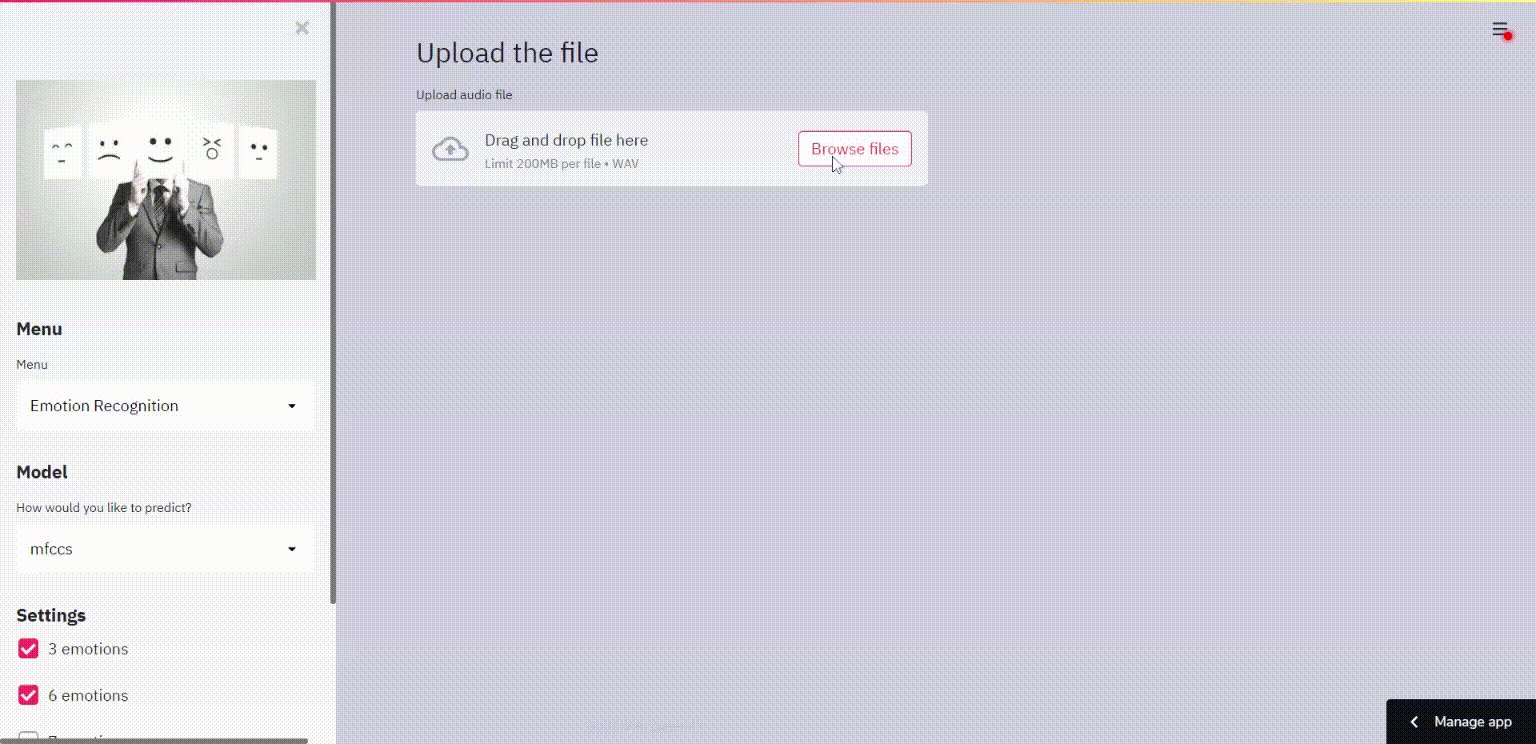 Upload the file
Upload audio file
Drag and drop file here
Limit 200MB per file • WAV
Browse files
Menu
Menu
Emotion Recognition
Model
How would you like to predict?
mfccs
Settings
3 emotions
6 emotions
Manage app